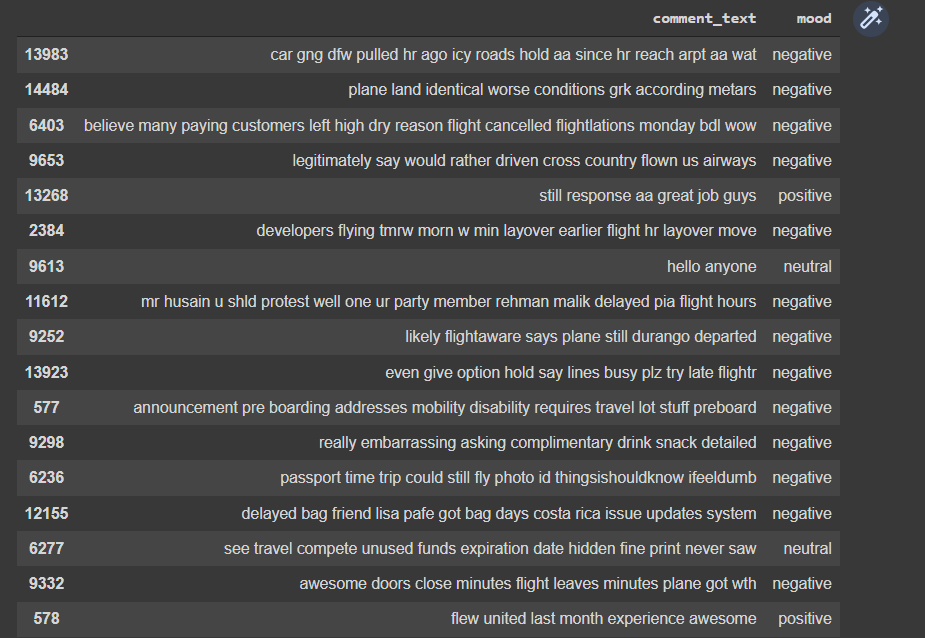 comment_text mood
13983 car gng dfw pulled hr ago icy roads hold aa since hr reach arpt aa wat negative
14484 plane land identical worse conditions grk according metars negative
6403 believe many paying customers left high dry reason flight cancelled flightlations monday bdl wow negative
9653 legitimately say would rather driven cross country flown us airways negative
13268 still response aa great job guys positive
2384 developers flying tmrw morn w min layover earlier flight hr layover move negative
9613 hello anyone neutral
11612 mr husain u shld protest well one ur party member rehman malik delayed pia flight hours negative
9252 likely flightaware says plane still durango departed negative
13923 even give option hold say lines busy plz try late flightr negative
577 announcement pre boarding addresses mobility disability requires travel lot stuff preboard negative
9298 really embarrassing asking complimentary drink snack detailed negative
6236 passport time trip could still fly photo id thingsishouldknow ifeeldumb negative
12155 delayed bag friend lisa pafe got bag days costa rica issue updates system negative
6277 see travel compete unused funds expiration date hidden fine print never saw neutral
9332 awesome doors close minutes flight leaves minutes plane got wth negative
578 flew united last month experience awesome positive